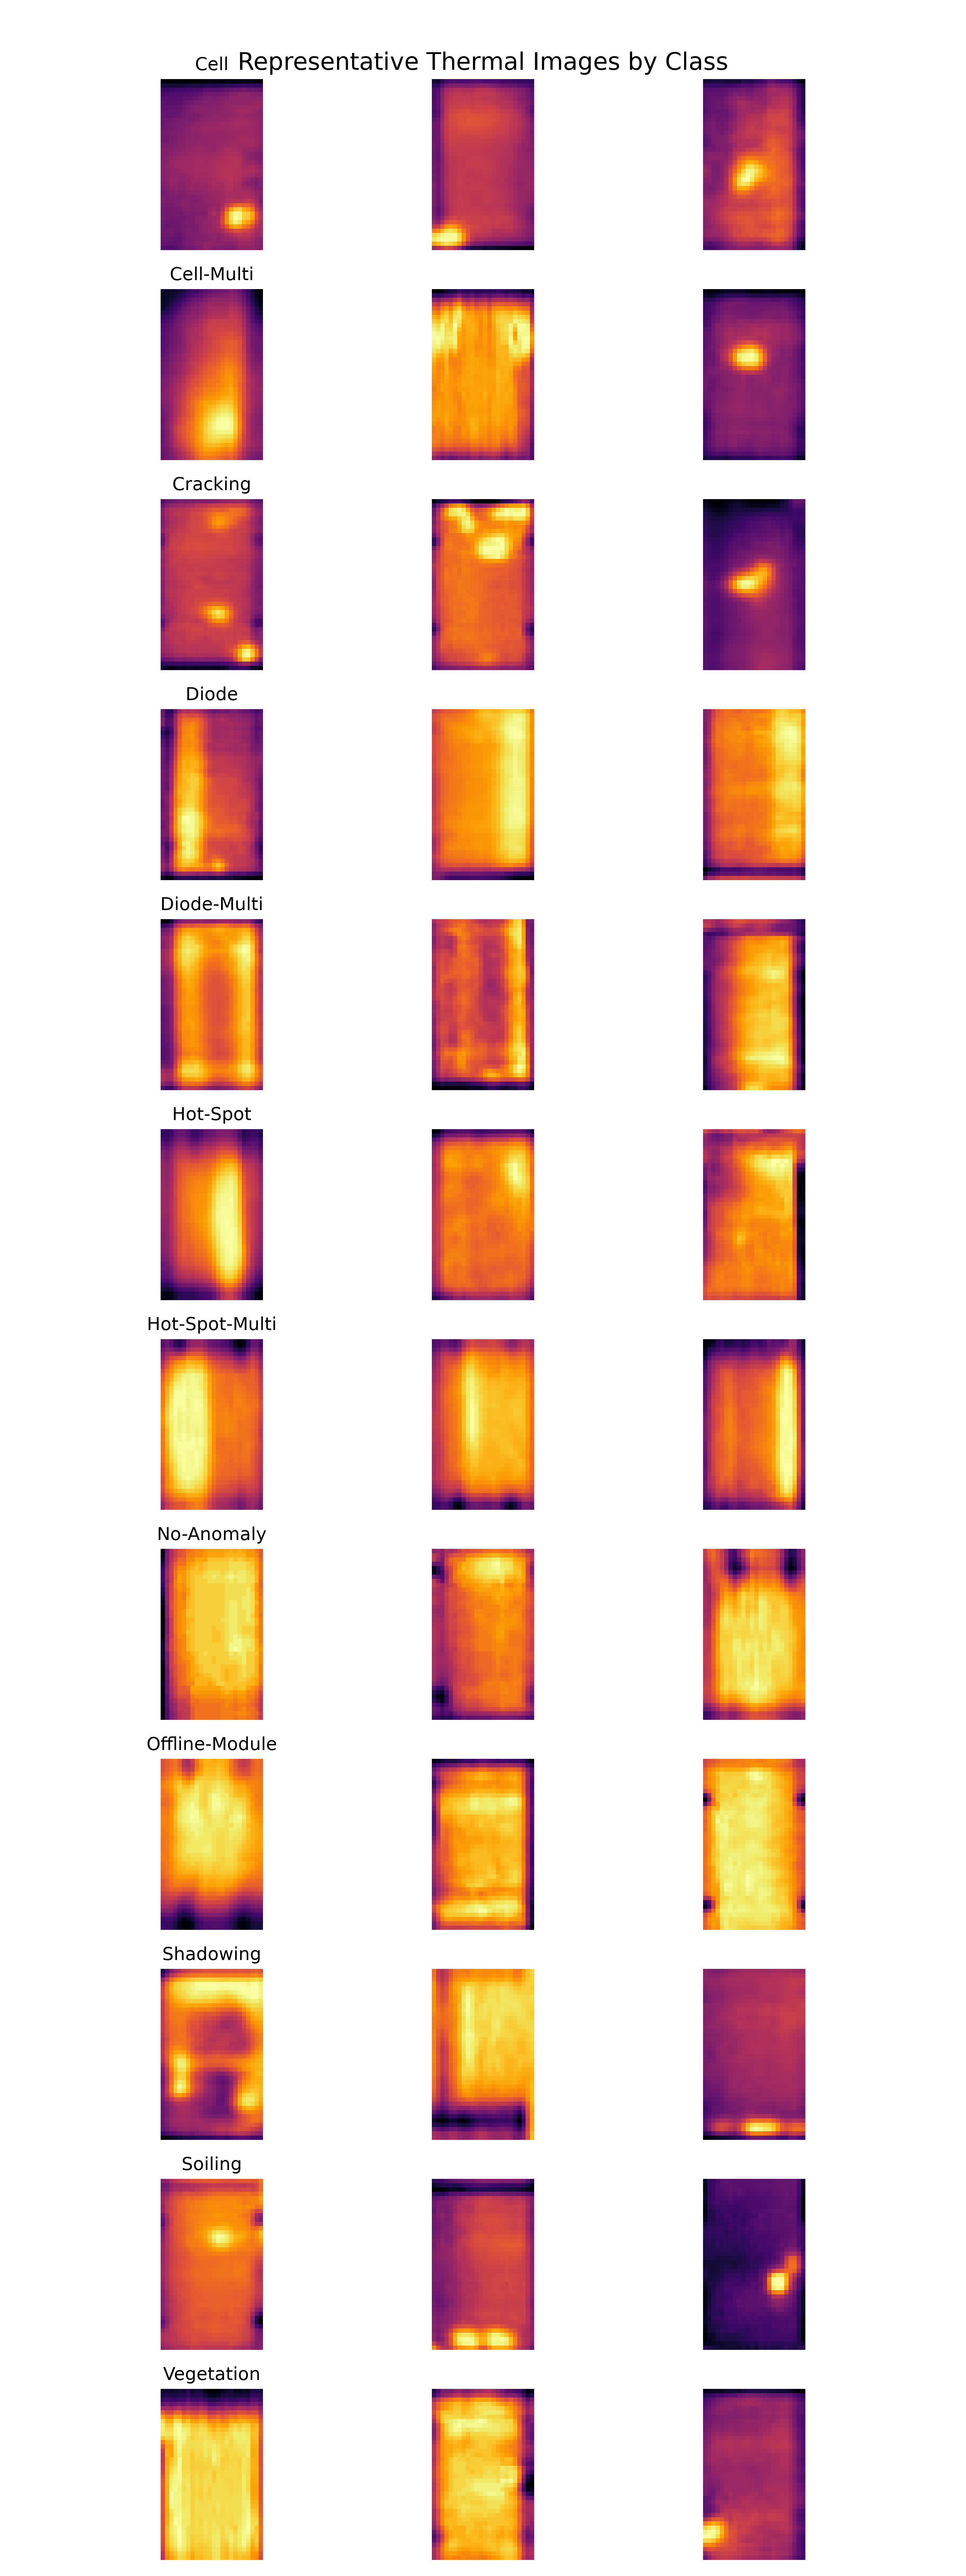 Representative Thermal Images by Class
Cell
Cell-Multi
Cracking
Diode
Diode-Multi
Hot-Spot
Hot-Spot-Multi
No-Anomaly
Offline-Module
Shadowing
Soiling
Vegetation